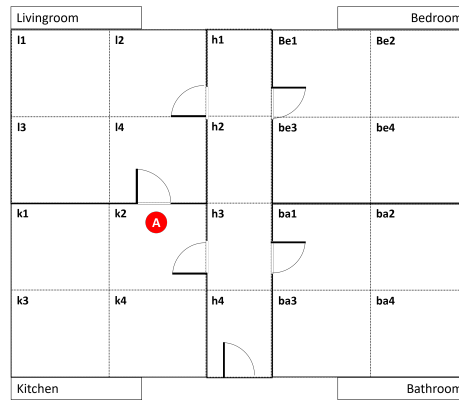 Livingroom Bedroom
l1 l2 h1 Be1 Be2
l3 l4 h2 be3 be4
k1 k2 h3 ba1 ba2
A
k3 k4 h4 ba3 ba4
Kitchen Bathroom